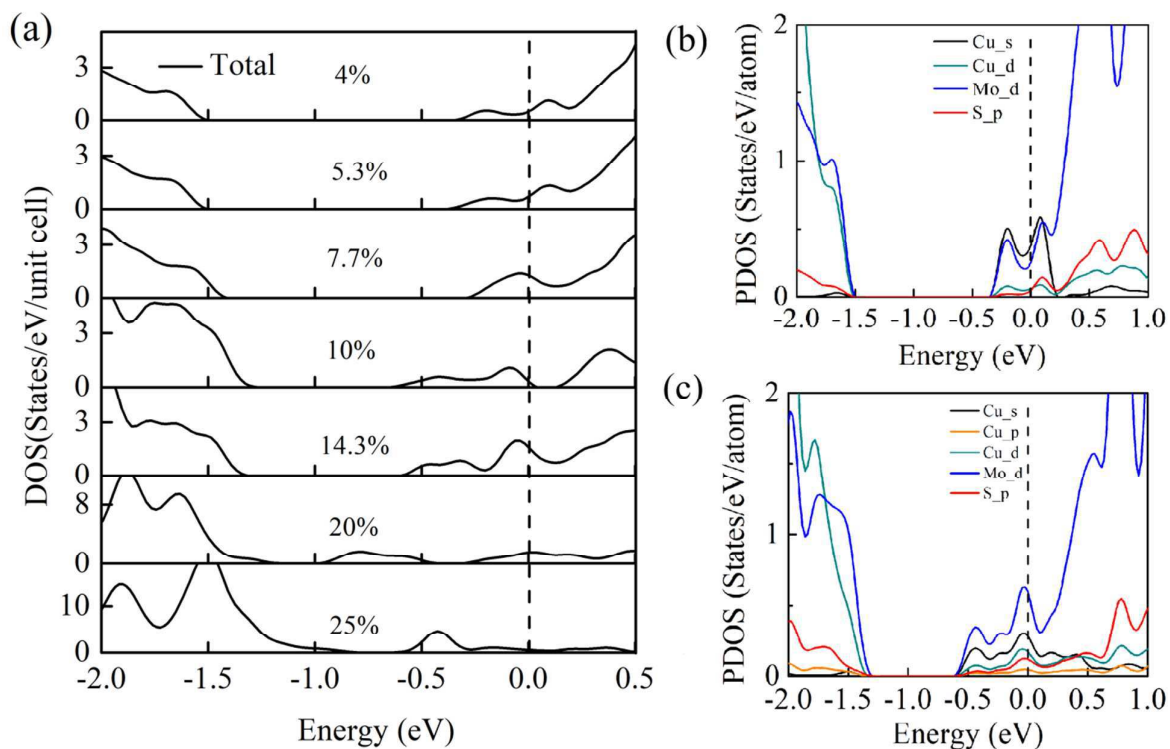 (a)
DOS(States/eV/unit cell)
Total
4%
3
0
5.3%
3
0
7.7%
3
0
10%
3
0
14.3%
3
0
20%
8
0
25%
10
0
-2.0 -1.5 -1.0 -0.5 0.0 0.5
Energy (eV)
(b)
PDOS (States/eV/atom)
2
1
0
Cu_s
Cu_d
Mo_d
S_p
-2.0 -1.5 -1.0 -0.5 0.0 0.5 1.0
Energy (eV)
(c)
PDOS (States/eV/atom)
2
1
0
Cu_s
Cu_p
Cu_d
Mo_d
S_p
-2.0 -1.5 -1.0 -0.5 0.0 0.5 1.0
Energy (eV)